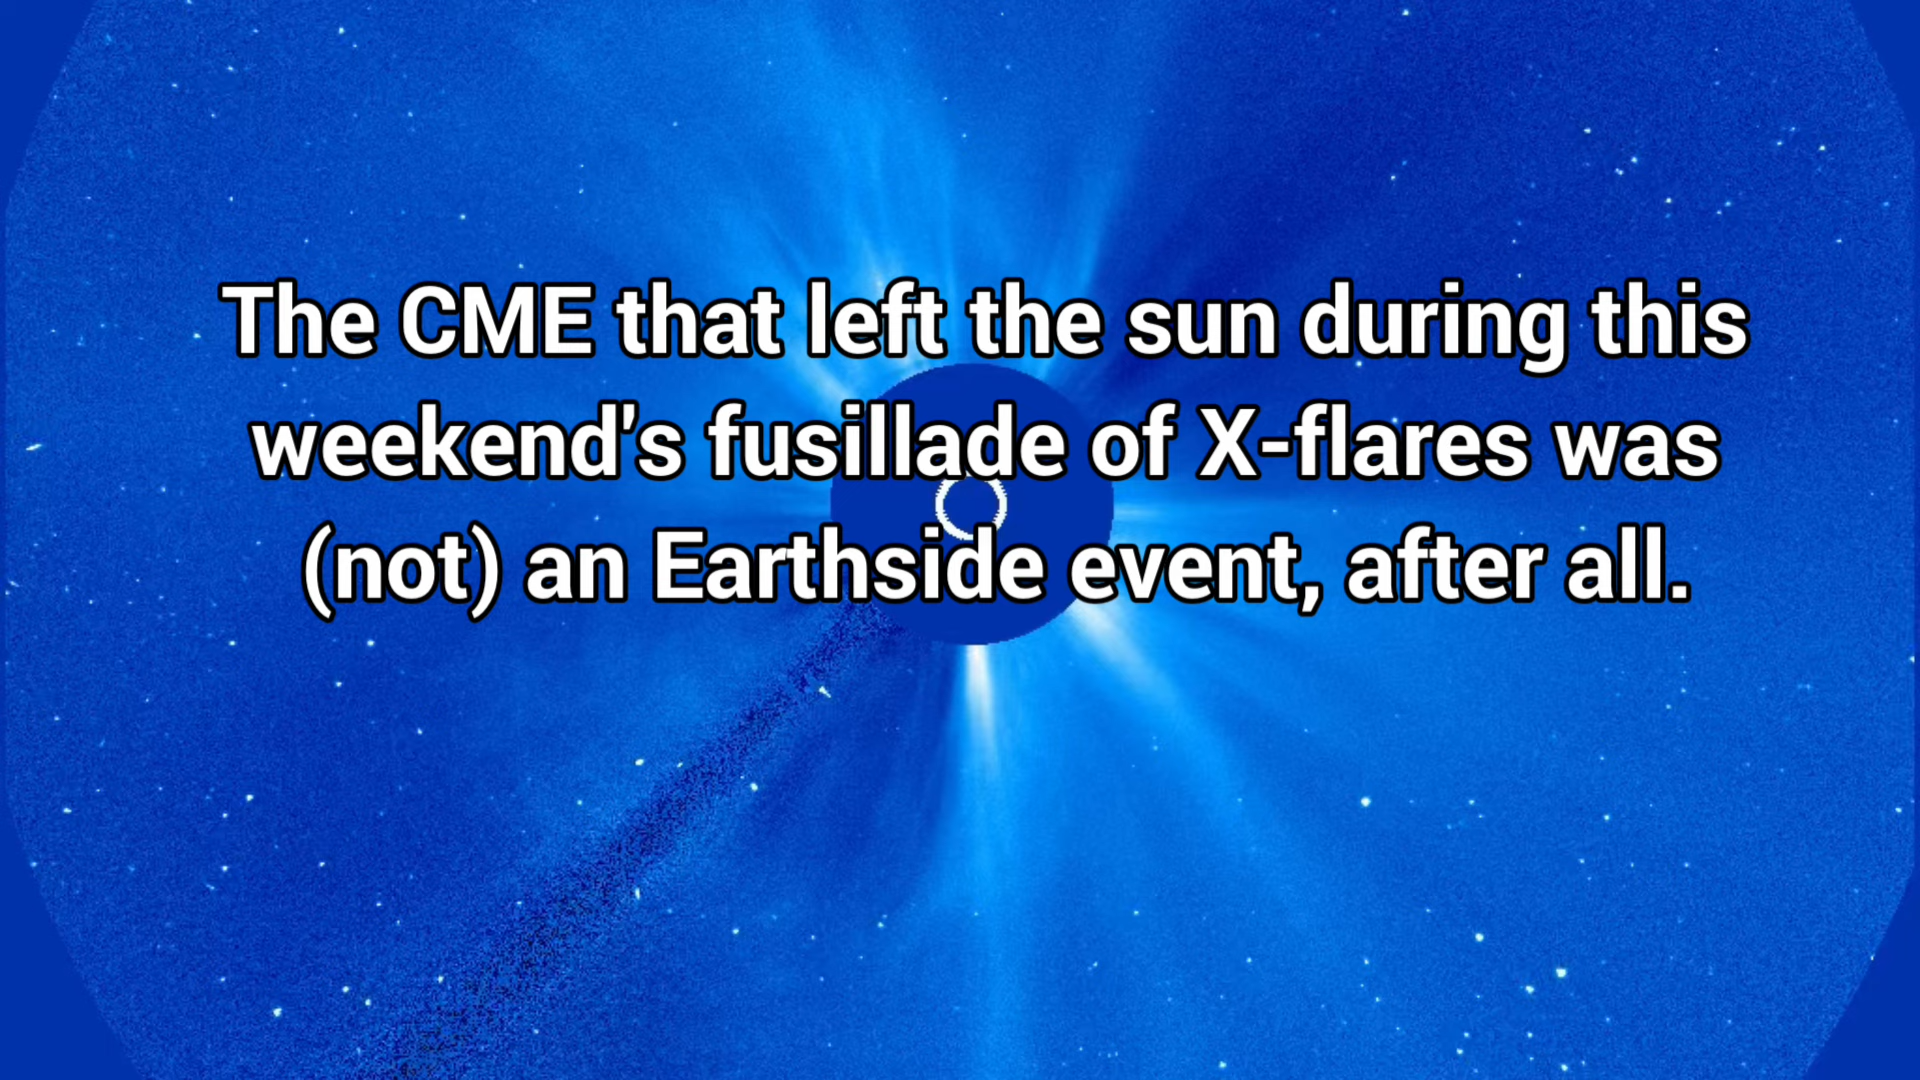 The CME that left the sun during this
weekend's fusillade of X-flares was
(not) an Earthside event, after all.